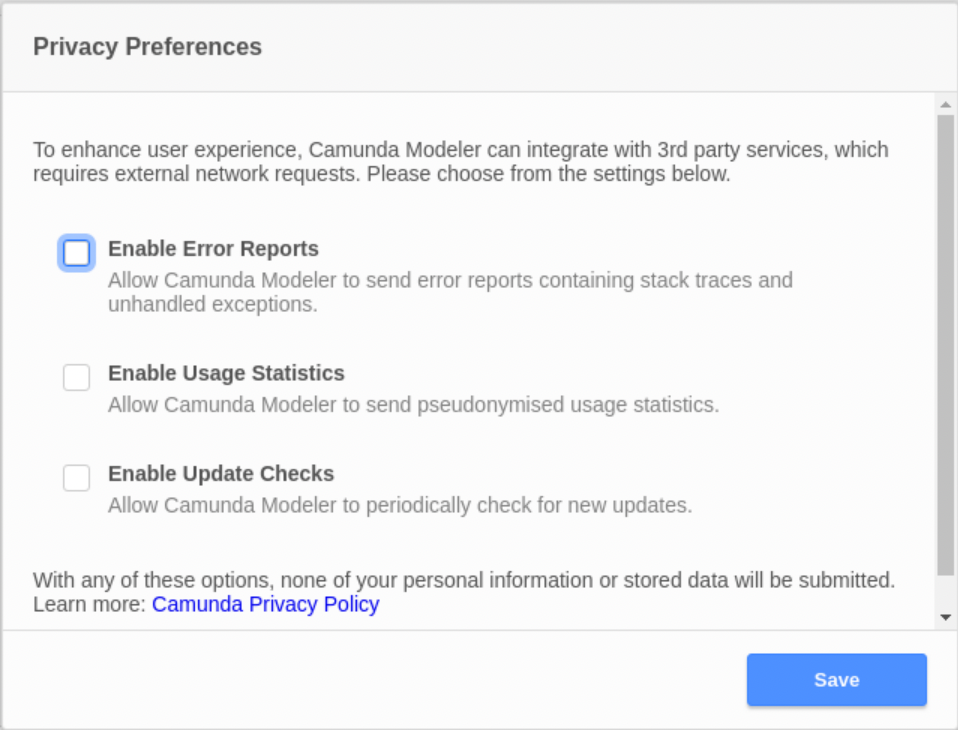 Privacy Preferences
To enhance user experience, Camunda Modeler can integrate with 3rd party services, which
requires external network requests. Please choose from the settings below.
Enable Error Reports
Allow Camunda Modeler to send error reports containing stack traces and
unhandled exceptions.
Enable Usage Statistics
Allow Camunda Modeler to send pseudonymised usage statistics.
Enable Update Checks
Allow Camunda Modeler to periodically check for new updates.
With any of these options, none of your personal information or stored data will be submitted.
Learn more: Camunda Privacy Policy
Save